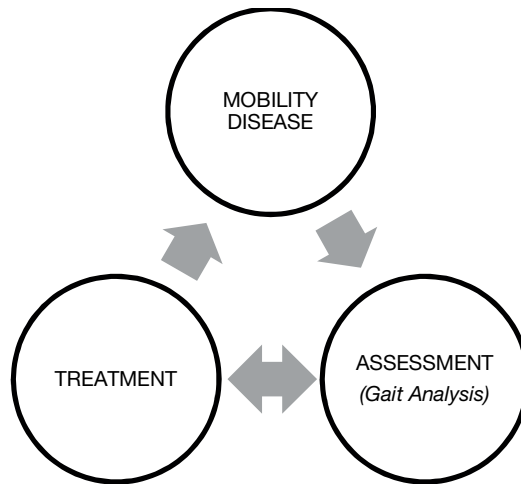 MOBILITY
DISEASE
TREATMENT
ASSESSMENT
(Gait Analysis)